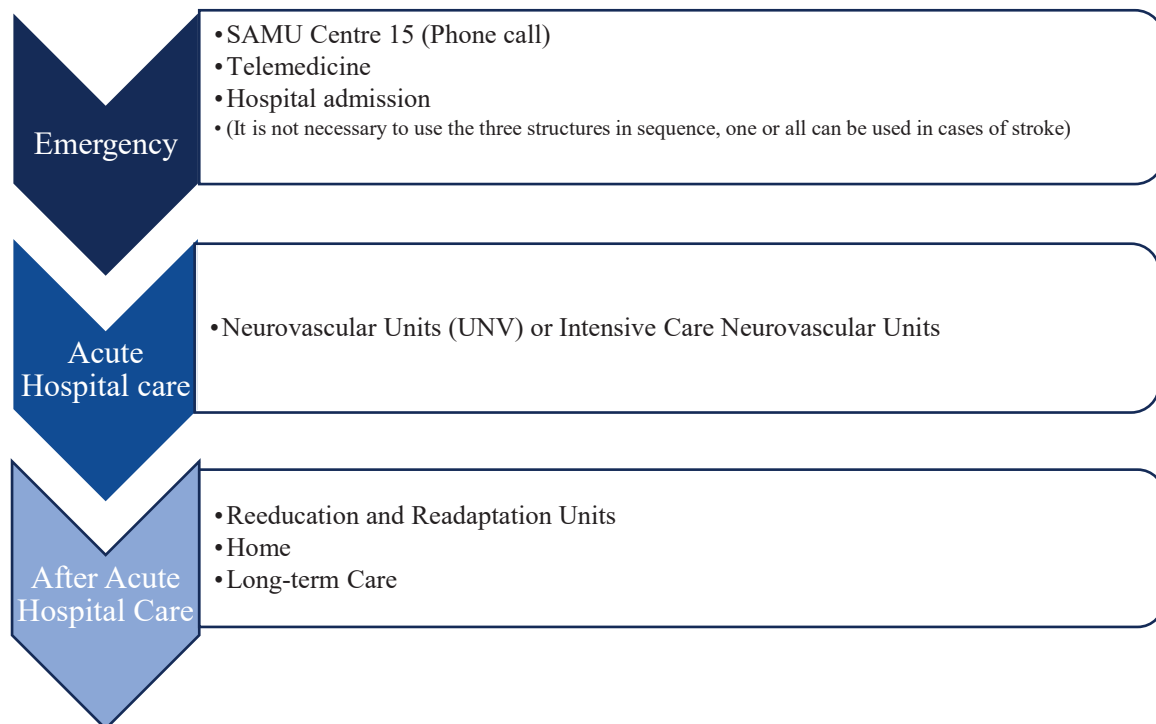 Emergency
•SAMU Centre 15 (Phone call)
•Telemedicine
•Hospital admission
• (It is not necessary to use the three structures in sequence, one or all can be used in cases of stroke)
Acute
Hospital care
•Neurovascular Units (UNV) or Intensive Care Neurovascular Units
After Acute
Hospital Care
•Reeducation and Readaptation Units
•Home
•Long-term Care